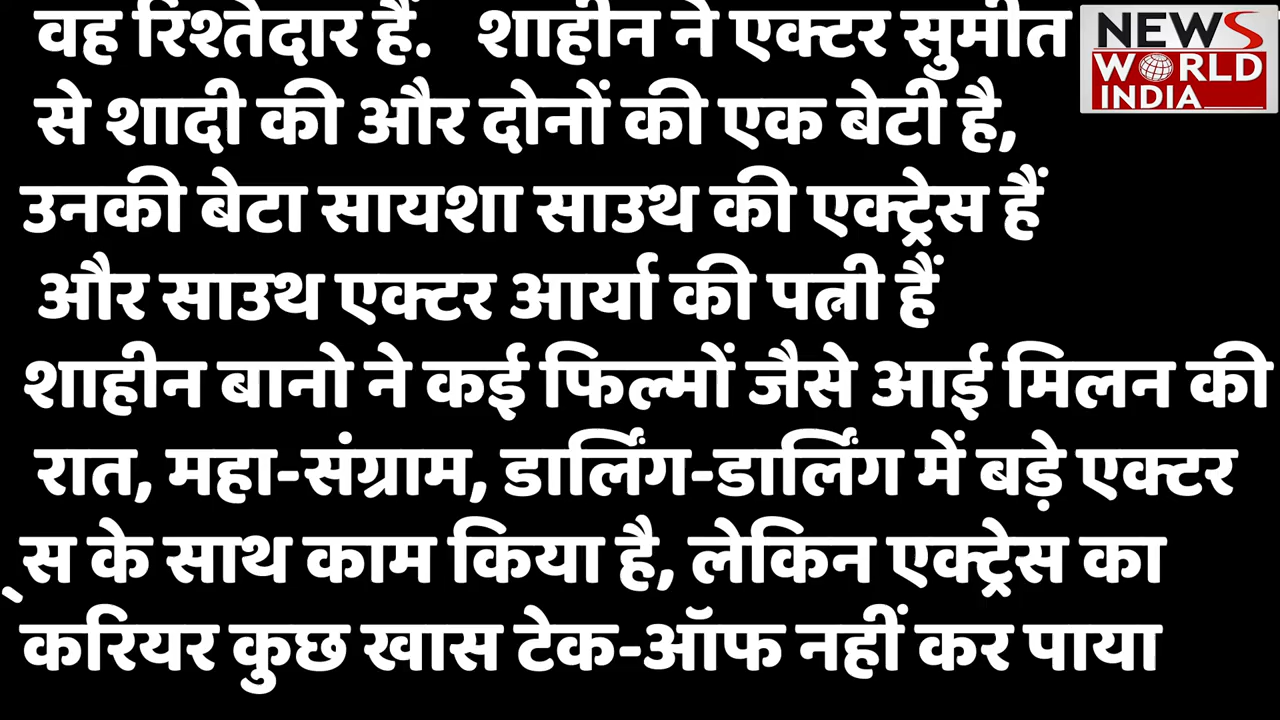 वह रिश्तेदार हैं. शाहीन ने एक्टर सुमीत
से शादी की और दोनों की एक बेटी है,
उनकी बेटा सायशा साउथ की एक्ट्रेस हैं
और साउथ एक्टर आर्या की पत्नी हैं
शाहीन बानो ने कई फिल्मों जैसे आई मिलन की
रात, महा-संग्राम, डार्लिंग-डार्लिंग में बड़े एक्टर
स के साथ काम किया है, लेकिन एक्ट्रेस का
करियर कुछ खास टेक-ऑफ नहीं कर पाया
NEWS
WORLD
INDIA